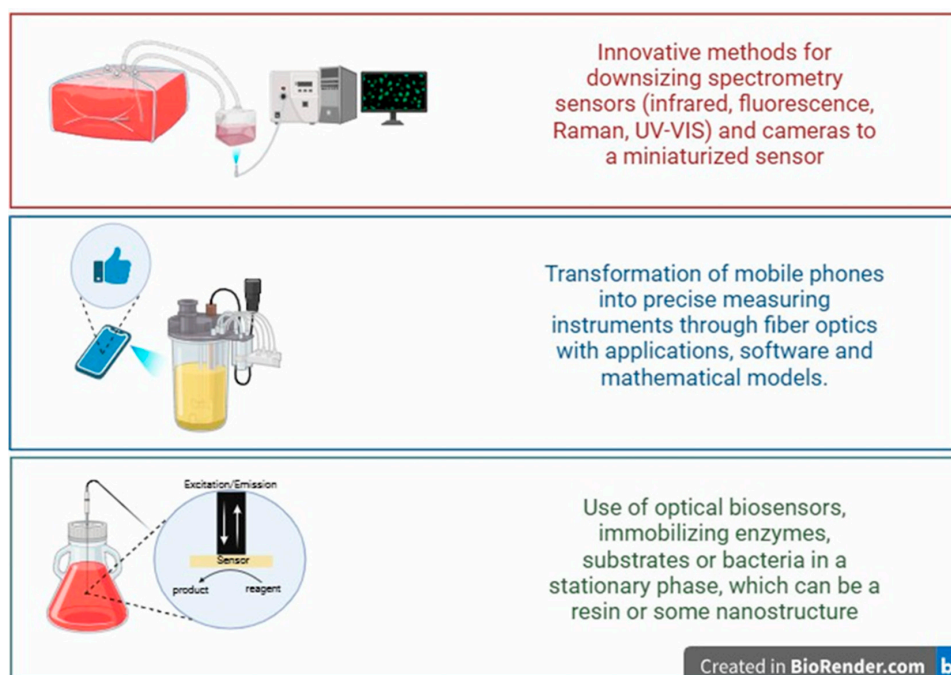 Innovative methods for
downsizing spectrometry
sensors (infrared, fluorescence,
Raman, UV-VIS) and cameras to
a miniaturized sensor
Transformation of mobile phones
into precise measuring
instruments through fiber optics
with applications, software and
mathematical models.
Excitation/Emission
Sensor
product
reagent
Use of optical biosensors,
immobilizing enzymes,
substrates or bacteria in a
stationary phase, which can be a
resin or some nanostructure
Created in BioRender.com
b